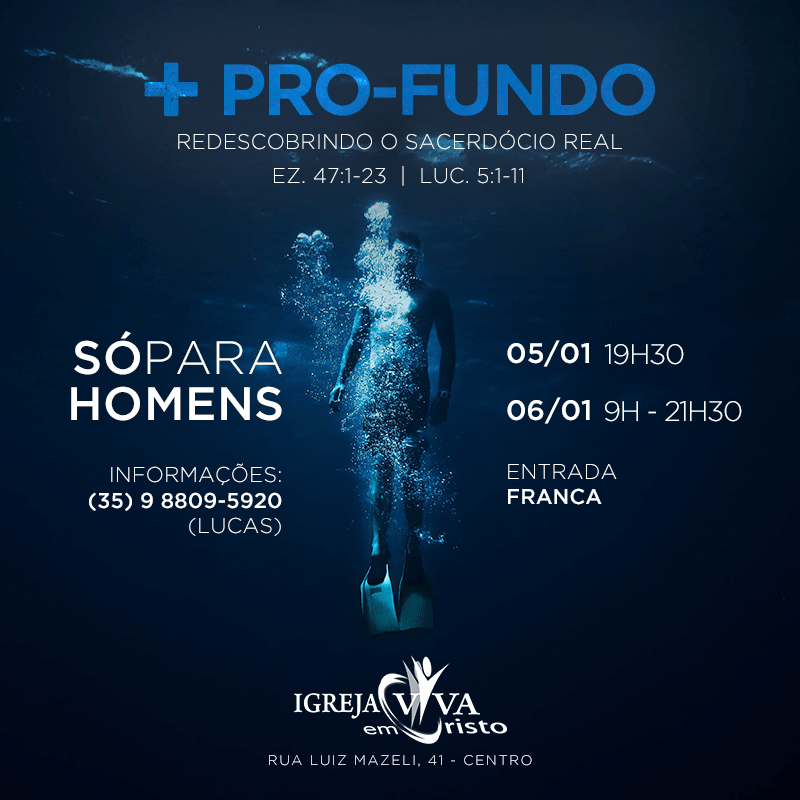 + PRO-FUNDO
REDESCOBRINDO O SACERDÓCIO REAL
EZ. 47:1-23 | LUC. 5:1-11
SÓPARA
HOMENS
INFORMAÇÕES:
(35) 9 8809-5920
(LUCAS)
05/01 19H30
06/01 9H - 21H30
ENTRADA
FRANCA
IGREJA VIVA
em Cristo
RUA LUIZ MAZELI, 41 - CENTRO